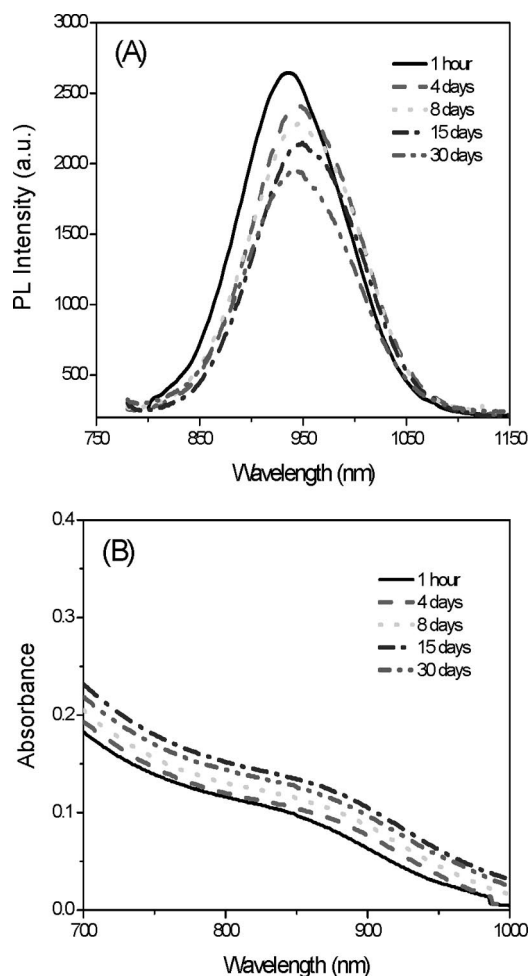 (A)
3000
2500
2000
1500
1000
500
PL Intensity (a.u.)
1 hour
4 days
8 days
15 days
30 days
750 850 950 1050 1150
Wavelength (nm)
(B)
0.4
0.3
0.2
0.1
0.0
Absorbance
1 hour
4 days
8 days
15 days
30 days
700 800 900 1000
Wavelength (nm)